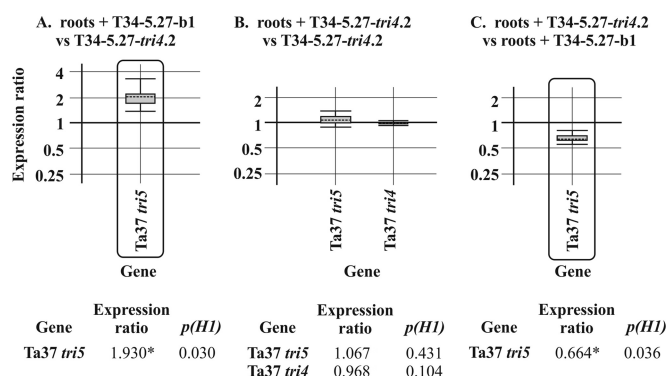 A. roots + T34-5.27-b1
vs T34-5.27-tri4.2
B. roots + T34-5.27-tri4.2
vs T34-5.27-tri4.2
C. roots + T34-5.27-tri4.2
vs roots + T34-5.27-b1
Expression ratio
4
2
1
0.5
0.25
Ta37 tri5
Gene
2
1
0.5
0.25
Ta37 tri5
Ta37 tri4
Gene
2
1
0.5
0.25
Ta37 tri5
Gene
Gene Expression ratio p(H1)
Ta37 tri5 1.930* 0.030
Gene Expression ratio p(H1)
Ta37 tri5 1.067 0.431
Ta37 tri4 0.968 0.104
Gene Expression ratio p(H1)
Ta37 tri5 0.664* 0.036